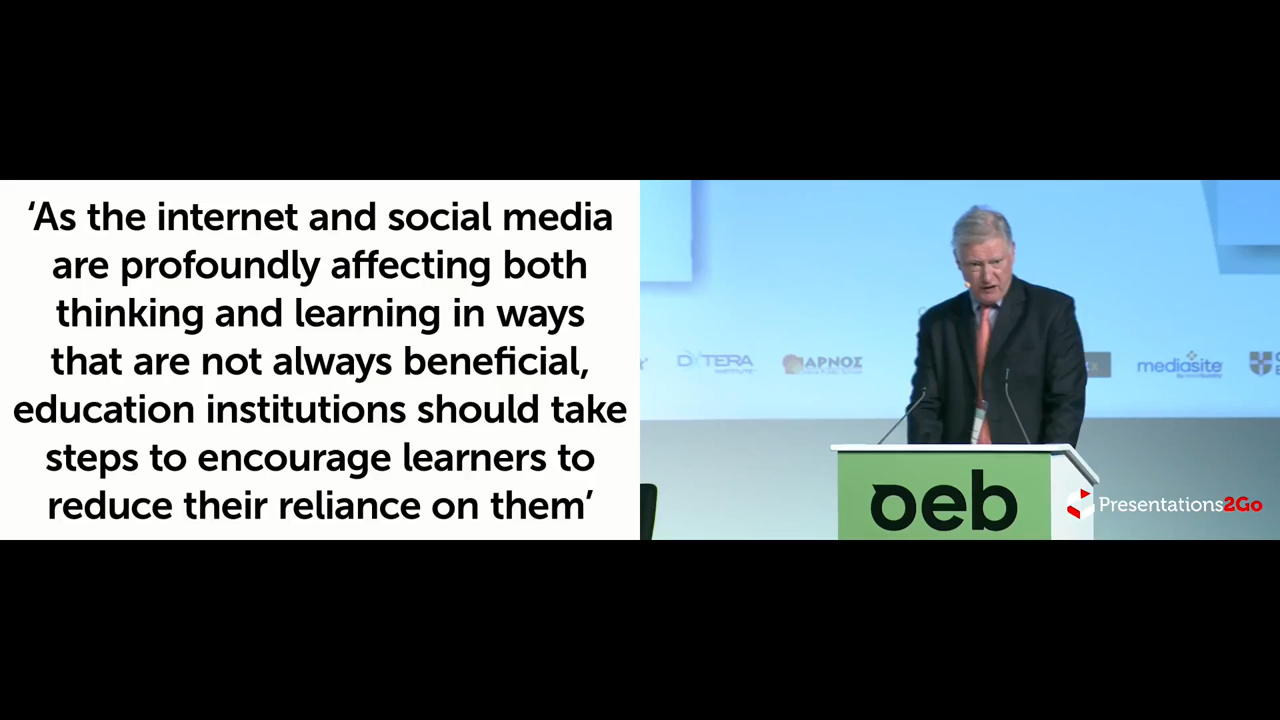 ‘As the internet and social media
are profoundly affecting both
thinking and learning in ways
that are not always beneficial,
education institutions should take
steps to encourage learners to
reduce their reliance on them’
ΑΡΝΟΣ
mediasite
oeb
Presentations2Go